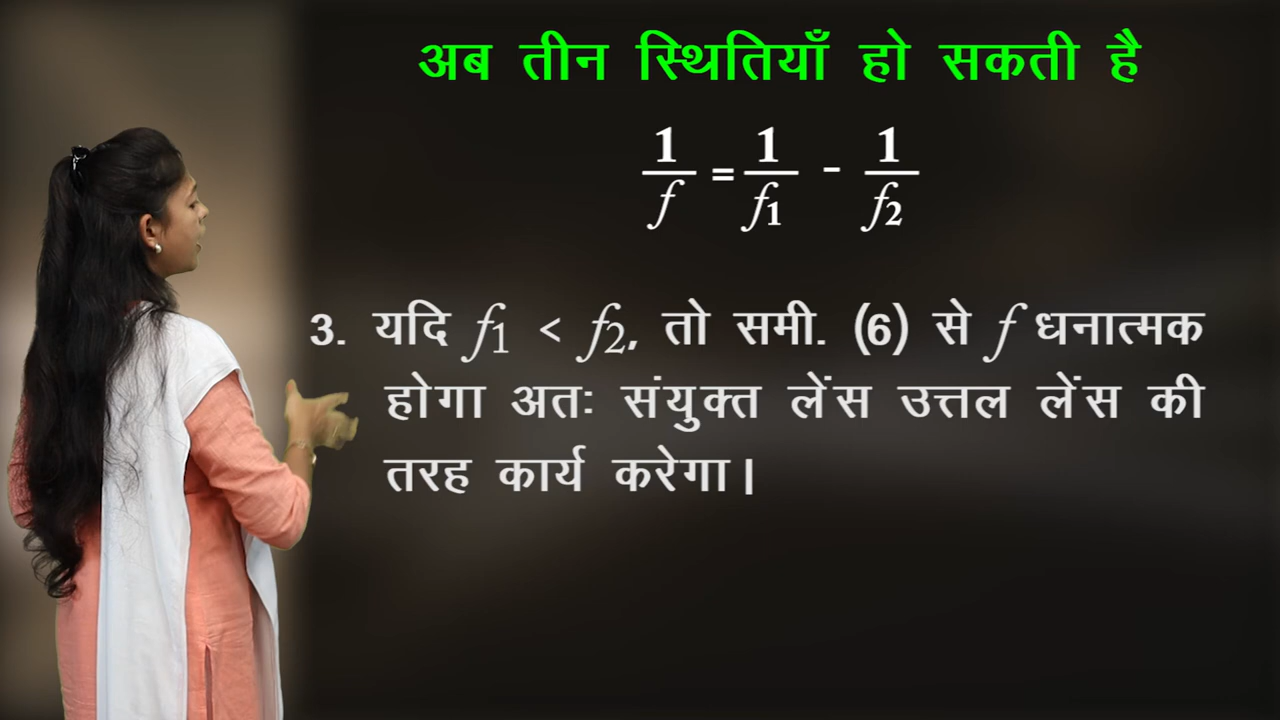 अब तीन स्थितियाँ हो सकती है
1/f = 1/f1 - 1/f2
3. यदि f1 < f2, तो समी. (6) से f धनात्मक
होगा अतः संयुक्त लेंस उत्तल लेंस की
तरह कार्य करेगा।